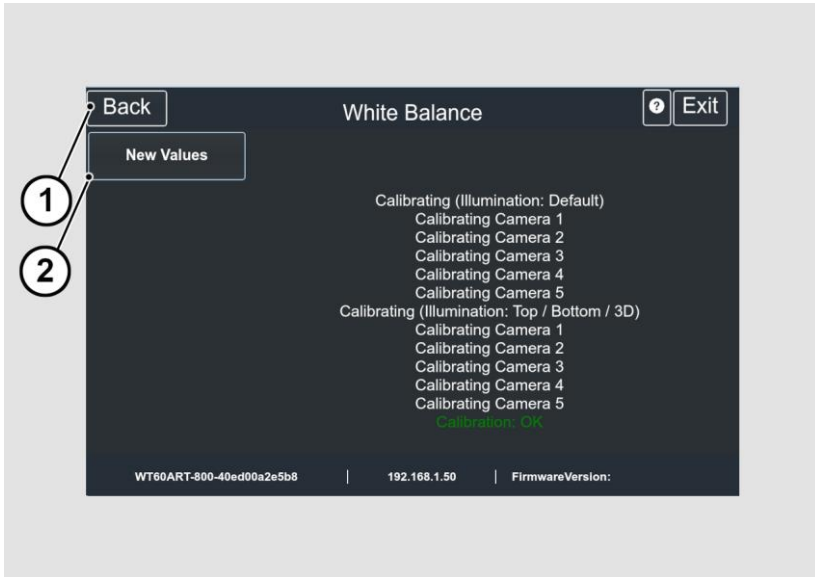 Back White Balance ? Exit
New Values
1
2
Calibrating (Illumination: Default)
Calibrating Camera 1
Calibrating Camera 2
Calibrating Camera 3
Calibrating Camera 4
Calibrating Camera 5
Calibrating (Illumination: Top / Bottom / 3D)
Calibrating Camera 1
Calibrating Camera 2
Calibrating Camera 3
Calibrating Camera 4
Calibrating Camera 5
Calibration: OK
WT60ART-800-40ed00a2e5b8 | 192.168.1.50 | FirmwareVersion: